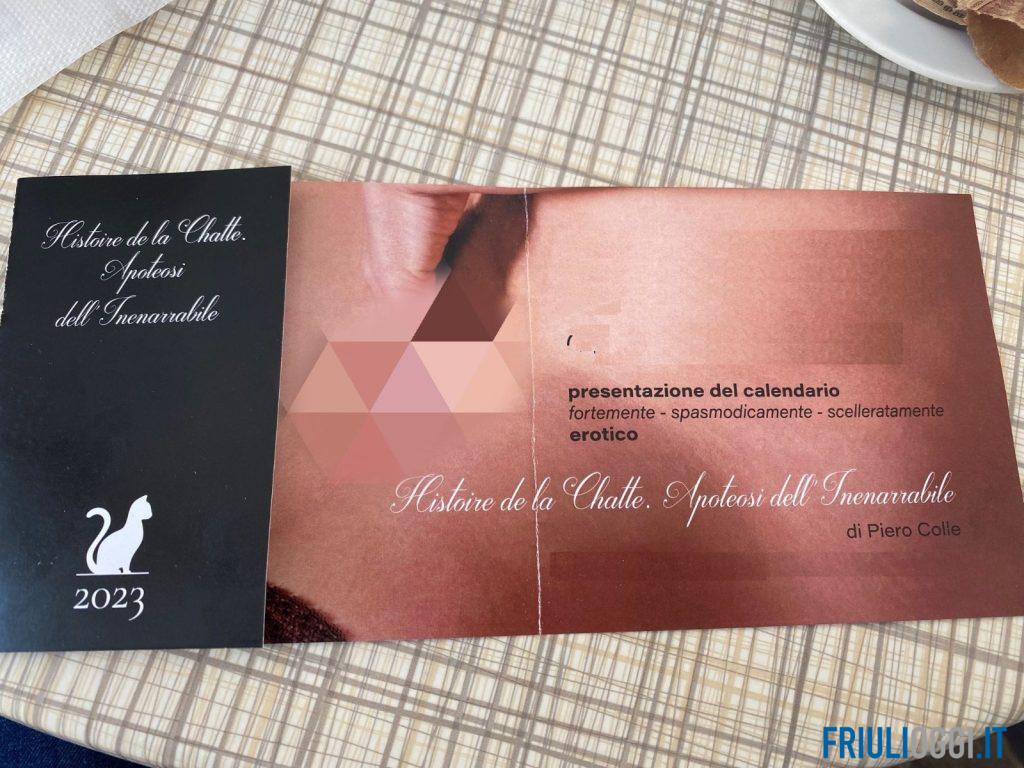 Histoire de la Chatte.
Apoteosi
dell'Inenarrabile
2023
presentazione del calendario
fortemente - spasmodicamente - scelleratamente
erotico
Histoire de la Chatte. Apoteosi dell'Inenarrabile
di Piero Colle
FRIULIOGGI.IT